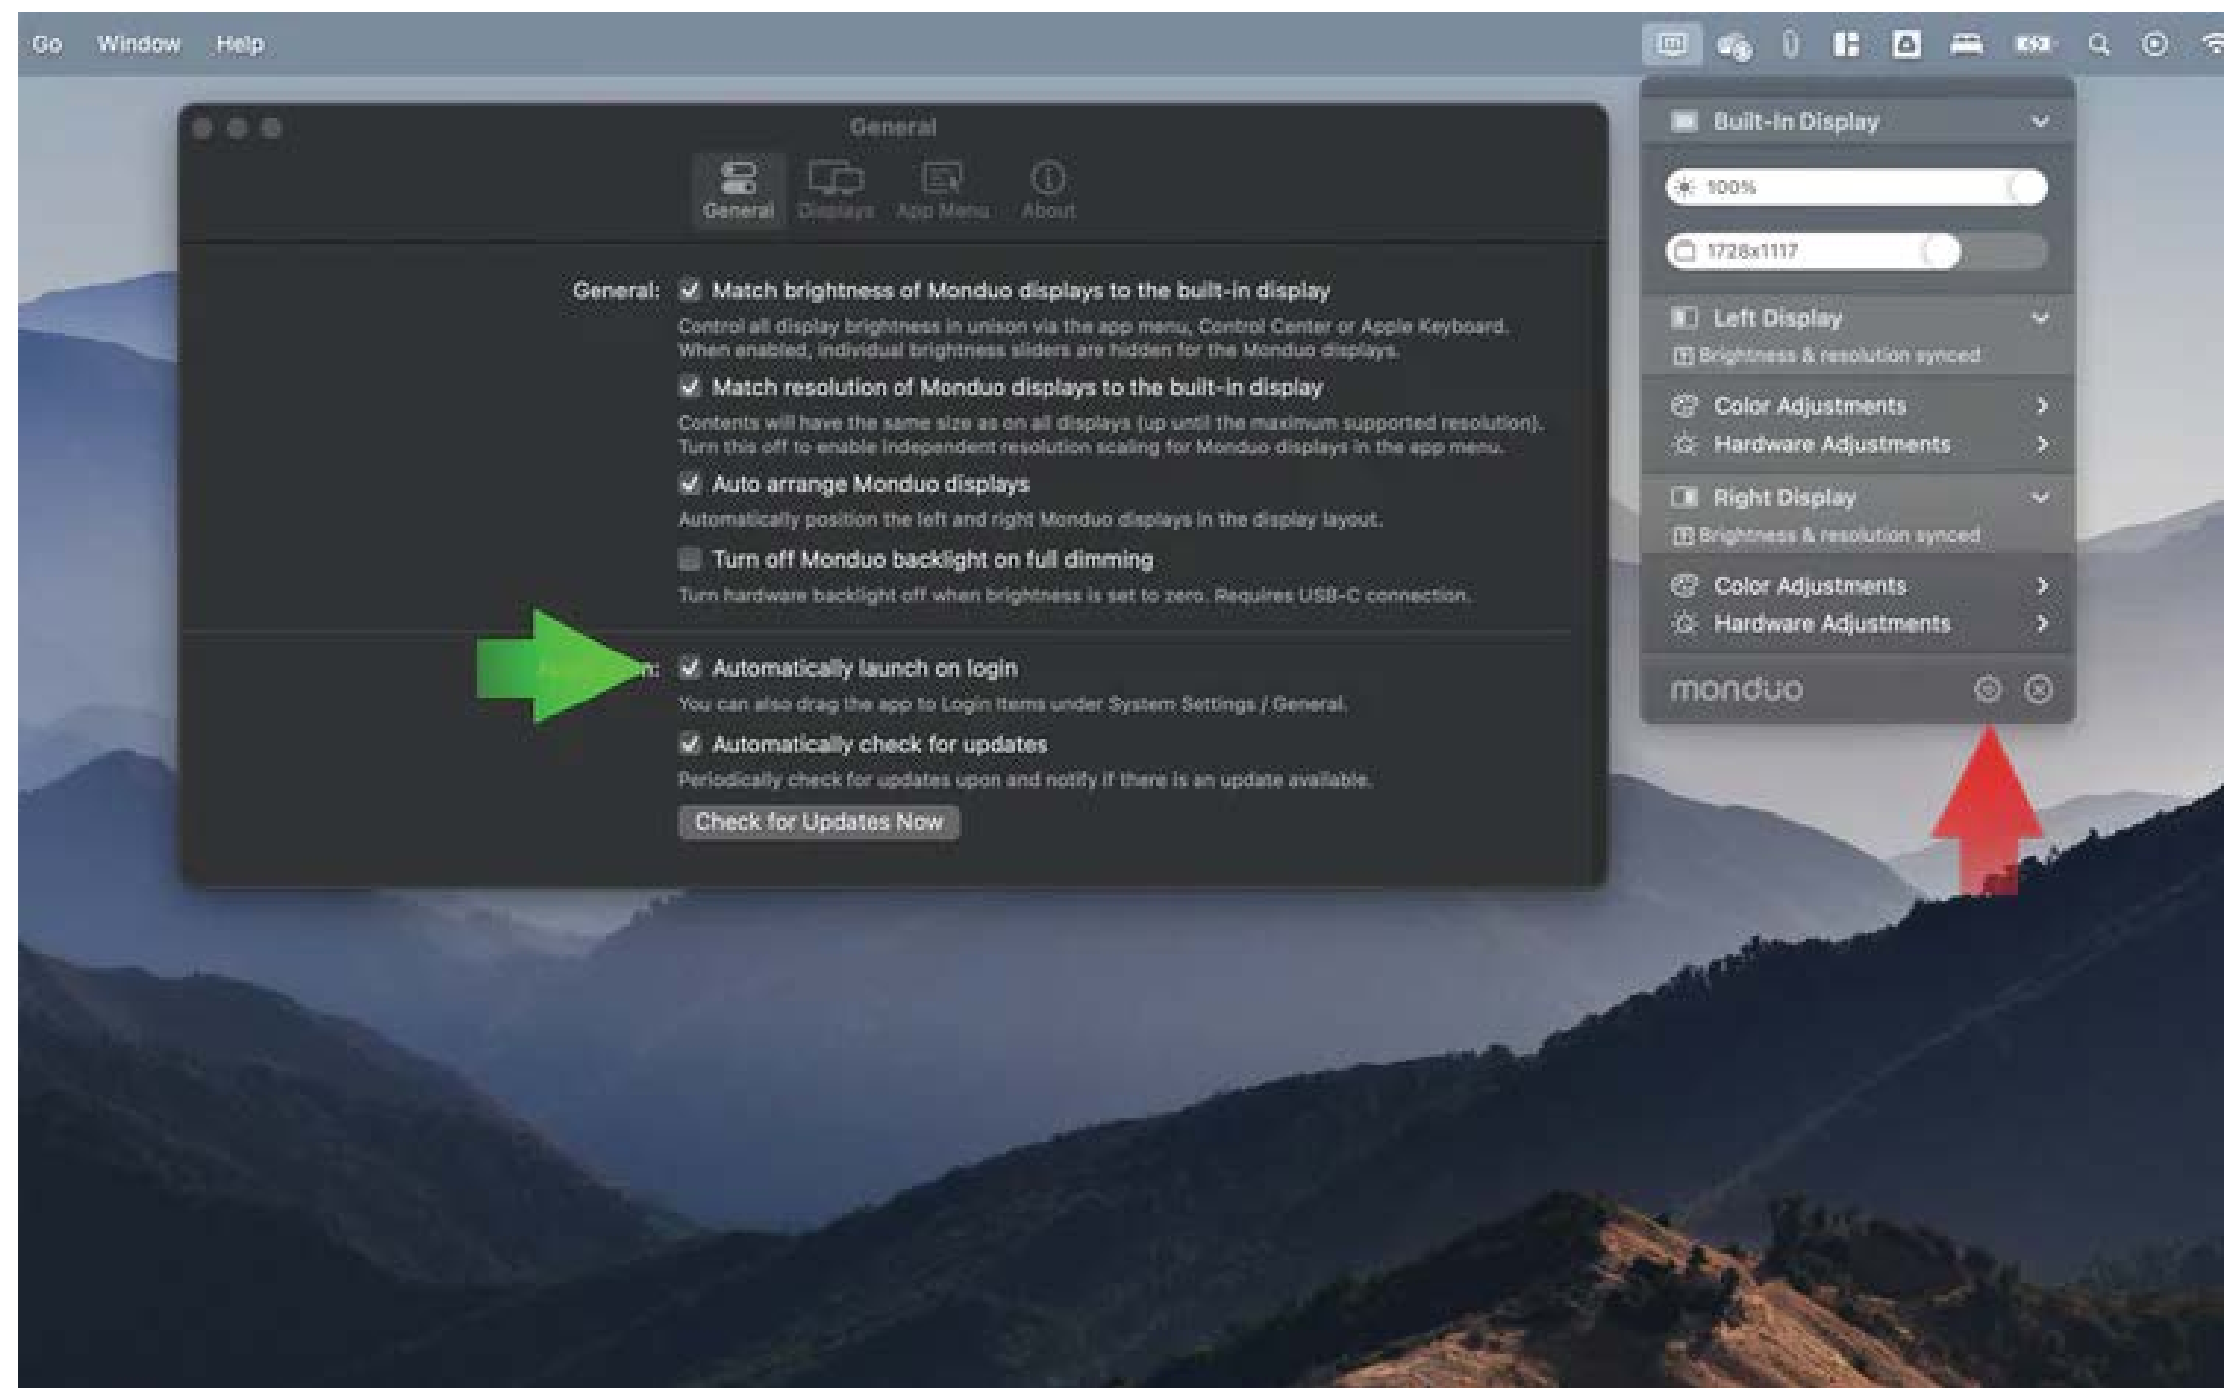 Go Window Help
General
General Displays App Menu About
General: Match brightness of Monduo displays to the built-in display
Control all display brightness in unison via the app menu, Control Center or Apple Keyboard.
When enabled, individual brightness sliders are hidden for the Monduo displays.
Match resolution of Monduo displays to the built-in display
Contents will have the same size as on all displays (up until the maximum supported resolution).
Turn this off to enable independent resolution scaling for Monduo displays in the app menu.
Auto arrange Monduo displays
Automatically position the left and right Monduo displays in the display layout.
Turn off Monduo backlight on full dimming
Turn hardware backlight off when brightness is set to zero. Requires USB-C connection.
Automatically launch on login
You can also drag the app to Login Items under System Settings / General.
Automatically check for updates
Periodically check for updates upon and notify if there is an update available.
Check for Updates Now
Built-In Display
100%
1728x1117
Left Display
Brightness & resolution synced
Color Adjustments
Hardware Adjustments
Right Display
Brightness & resolution synced
Color Adjustments
Hardware Adjustments
monduo